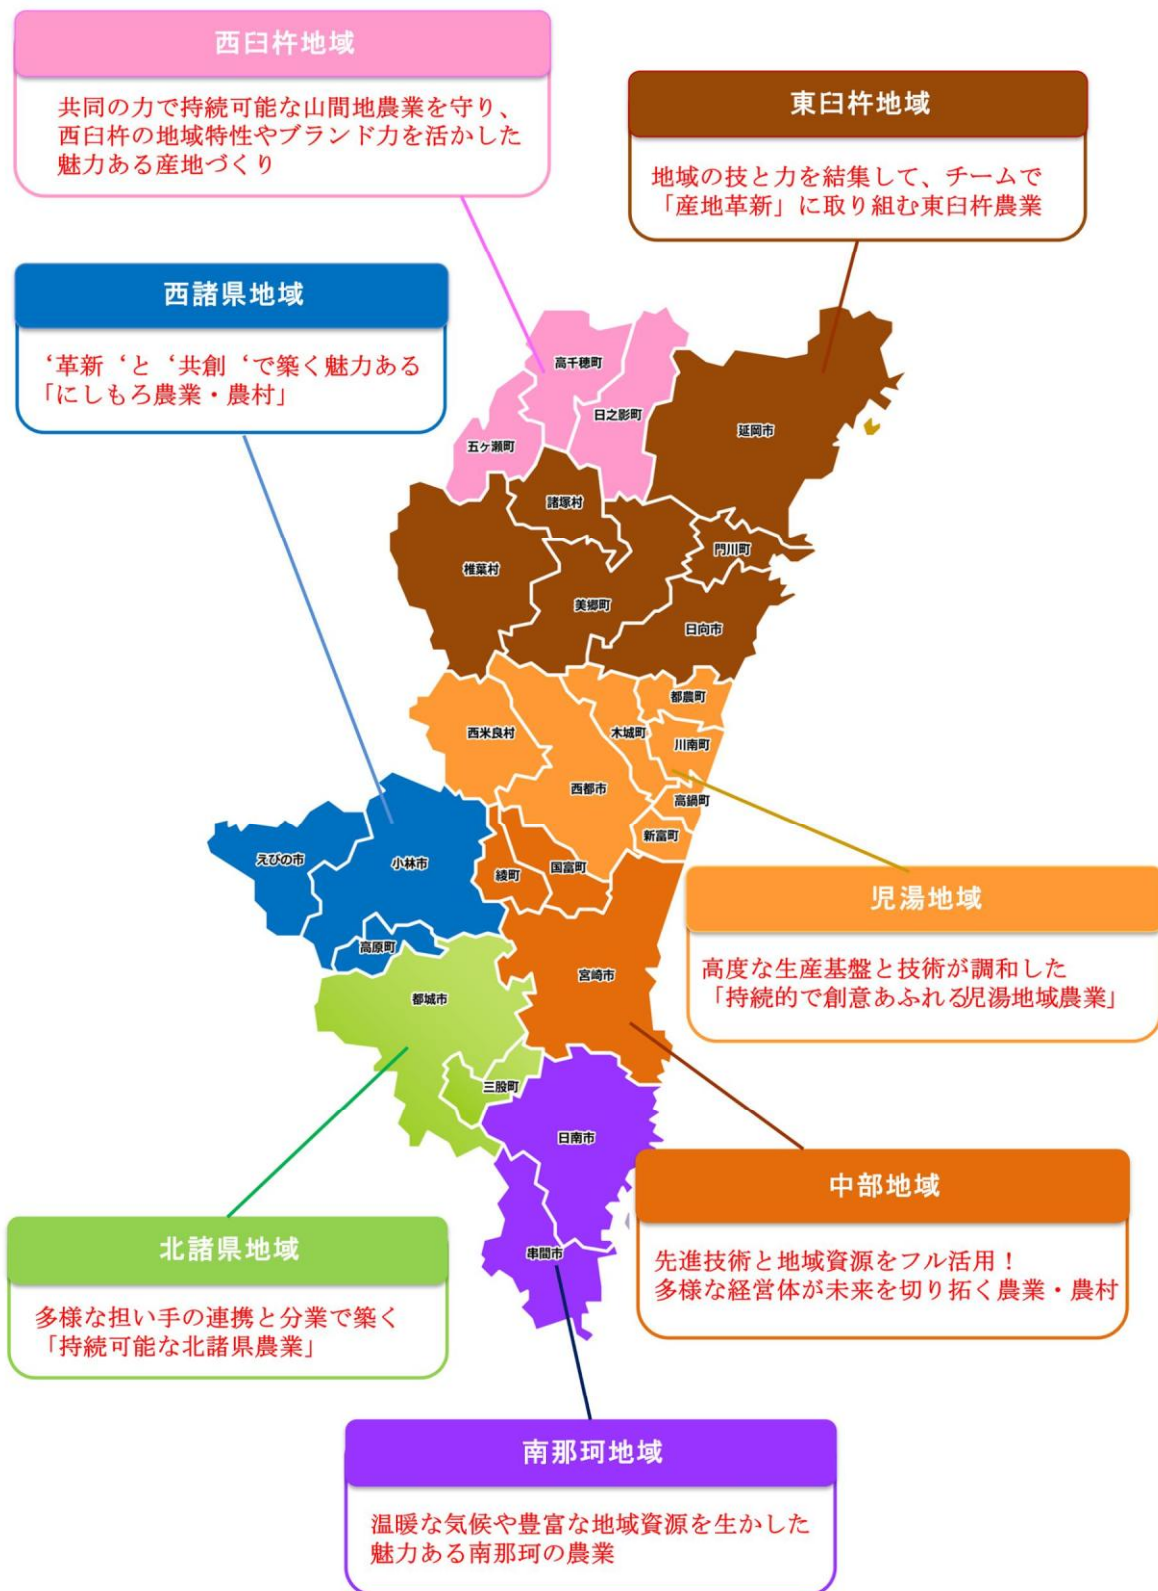 西臼杵地域
共同の力で持続可能な山間地農業を守り、
西臼杵の地域特性やブランド力を活かした
魅力ある産地づくり
東臼杵地域
地域の技と力を結集して、チームで
「産地革新」に取り組む東臼杵農業
西諸県地域
‘革新‘と‘共創‘で築く魅力ある
「にしもろ農業・農村」
高千穂町
日之影町
五ヶ瀬町
延岡市
諸塚村
椎葉村
門川町
美郷町
日向市
都農町
西米良村
木城町
川南町
西都市
高鍋町
新富町
えびの市
小林市
綾町
国富町
高原町
宮崎市
都城市
三股町
日南市
串間市
児湯地域
高度な生産基盤と技術が調和した
「持続的で創意あふれる児湯地域農業」
中部地域
先進技術と地域資源をフル活用！
多様な経営体が未来を切り拓く農業・農村
北諸県地域
多様な担い手の連携と分業で築く
「持続可能な北諸県農業」
南那珂地域
温暖な気候や豊富な地域資源を生かした
魅力ある南那珂の農業